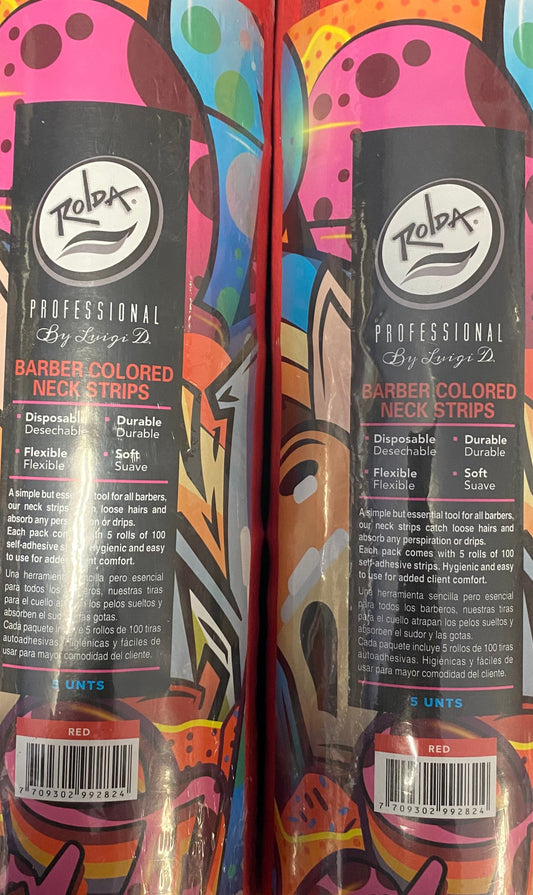 ROLDA®
PROFESSIONAL
By Luigi D.
BARBER COLORED
NECK STRIPS
Disposable
Desechable
Durable
Durable
Flexible
Flexible
Soft
Suave
A simple but essential tool for all barbers,
our neck strips catch loose hairs and
absorb any perspiration or drips.
Each pack comes with 5 rolls of 100
self-adhesive strips. Hygienic and easy
to use for added client comfort.
Una herramienta sencilla pero esencial
para todos los barberos, nuestras tiras
para el cuello atrapan los pelos sueltos y
absorben el sudor y las gotas.
Cada paquete incluye 5 rollos de 100 tiras
autoadhesivas. Higiénicas y fáciles de
usar para mayor comodidad del cliente.
5 UNTS
RED
7 709302 992824
ROLDA®
PROFESSIONAL
By Luigi D.
BARBER COLORED
NECK STRIPS
Disposable
Desechable
Durable
Durable
Flexible
Flexible
Soft
Suave
A simple but essential tool for all barbers,
our neck strips catch loose hairs and
absorb any perspiration or drips.
Each pack comes with 5 rolls of 100
self-adhesive strips. Hygienic and easy
to use for added client comfort.
Una herramienta sencilla pero esencial
para todos los barberos, nuestras tiras
para el cuello atrapan los pelos sueltos y
absorben el sudor y las gotas.
Cada paquete incluye 5 rollos de 100 tiras
autoadhesivas. Higiénicas y fáciles de
usar para mayor comodidad del cliente.
5 UNTS
RED
7 709302 992824